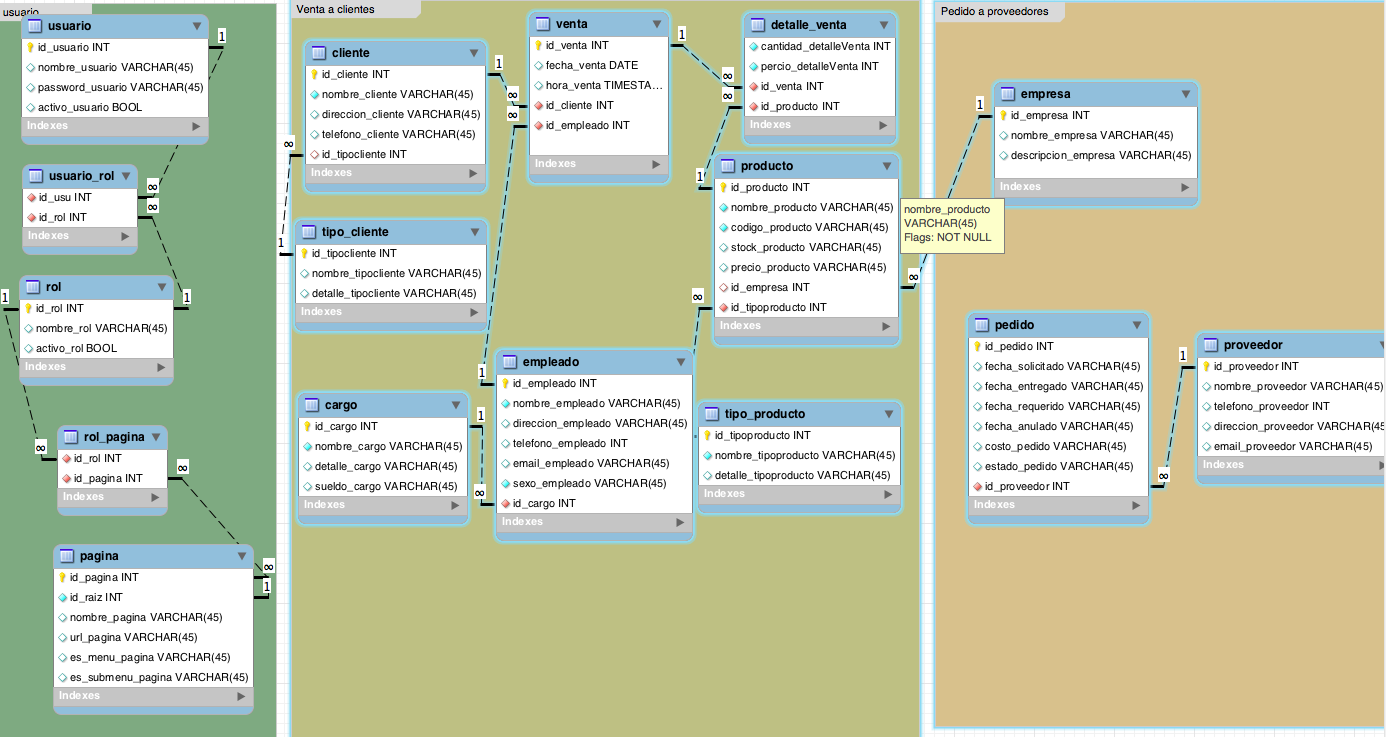 usuario
usuario
id_usuario INT
nombre_usuario VARCHAR(45)
password_usuario VARCHAR(45)
activo_usuario BOOL
Indexes
1
usuario_rol
id_usu INT
id_rol INT
Indexes
∞
∞
rol
id_rol INT
nombre_rol VARCHAR(45)
activo_rol BOOL
Indexes
1
1
rol_pagina
id_rol INT
id_pagina INT
Indexes
∞
∞
pagina
id_pagina INT
id_raiz INT
nombre_pagina VARCHAR(45)
url_pagina VARCHAR(45)
es_menu_pagina VARCHAR(45)
es_submenu_pagina VARCHAR(45)
Indexes
∞
1
Venta a clientes
cliente
id_cliente INT
nombre_cliente VARCHAR(45)
direccion_cliente VARCHAR(45)
telefono_cliente VARCHAR(45)
id_tipocliente INT
Indexes
1
∞
tipo_cliente
id_tipocliente INT
nombre_tipocliente VARCHAR(45)
detalle_tipocliente VARCHAR(45)
Indexes
1
cargo
id_cargo INT
nombre_cargo VARCHAR(45)
detalle_cargo VARCHAR(45)
sueldo_cargo VARCHAR(45)
Indexes
1
venta
id_venta INT
fecha_venta DATE
hora_venta TIMESTA...
id_cliente INT
id_empleado INT
Indexes
1
∞
∞
empleado
id_empleado INT
nombre_empleado VARCHAR(45)
direccion_empleado VARCHAR(45)
telefono_empleado INT
email_empleado VARCHAR(45)
sexo_empleado VARCHAR(45)
id_cargo INT
Indexes
1
∞
detalle_venta
cantidad_detalleVenta INT
percio_detalleVenta INT
id_venta INT
id_producto INT
Indexes
∞
∞
producto
id_producto INT
nombre_producto VARCHAR(45)
codigo_producto VARCHAR(45)
stock_producto VARCHAR(45)
precio_producto VARCHAR(45)
id_empresa INT
id_tipoproducto INT
Indexes
1
∞
∞
nombre_producto
VARCHAR(45)
Flags: NOT NULL
tipo_producto
id_tipoproducto INT
nombre_tipoproducto VARCHAR(45)
detalle_tipoproducto VARCHAR(45)
Indexes
Pedido a proveedores
empresa
id_empresa INT
nombre_empresa VARCHAR(45)
descripcion_empresa VARCHAR(45)
Indexes
1
pedido
id_pedido INT
fecha_solicitado VARCHAR(45)
fecha_entregado VARCHAR(45)
fecha_requerido VARCHAR(45)
fecha_anulado VARCHAR(45)
costo_pedido VARCHAR(45)
estado_pedido VARCHAR(45)
id_proveedor INT
Indexes
∞
proveedor
id_proveedor INT
nombre_proveedor VARCHAR(45)
telefono_proveedor INT
direccion_proveedor VARCHAR(45
email_proveedor VARCHAR(45)
Indexes
1